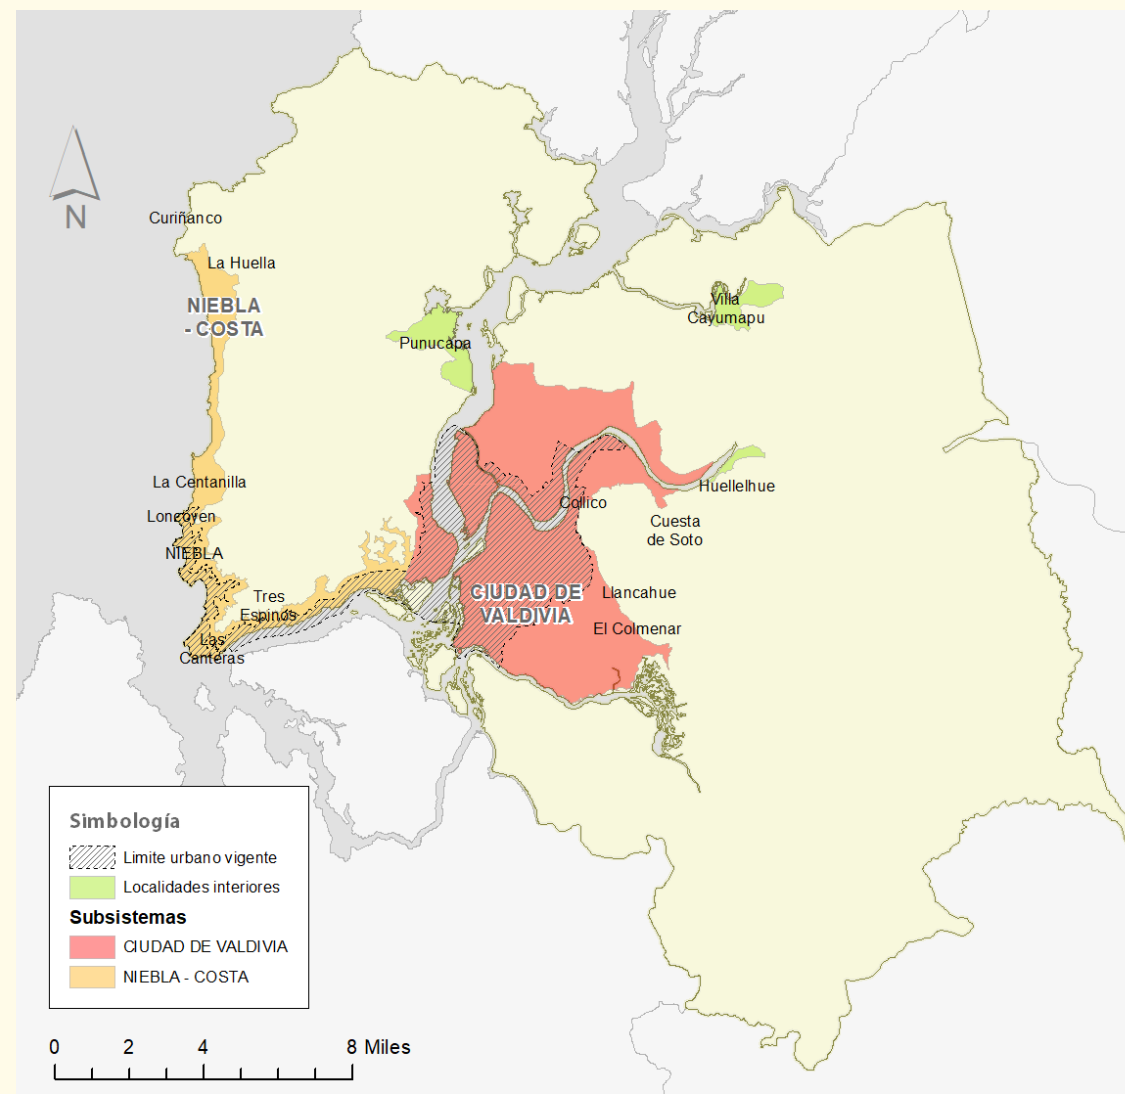 N
Curiñanco
La Huella
NIEBLA
- COSTA
Villa
Cayumapu
Punucapa
La Centanilla
Huellelhue
Collico
Loncoyen
Cuesta
de Soto
NIEBLA
Tres
Espinos
CIUDAD DE
VALDIVIA
Llancahue
El Colmenar
Las
Canteras
Simbología
Limite urbano vigente
Localidades interiores
Subsistemas
CIUDAD DE VALDIVIA
NIEBLA - COSTA
0 2 4 8 Miles